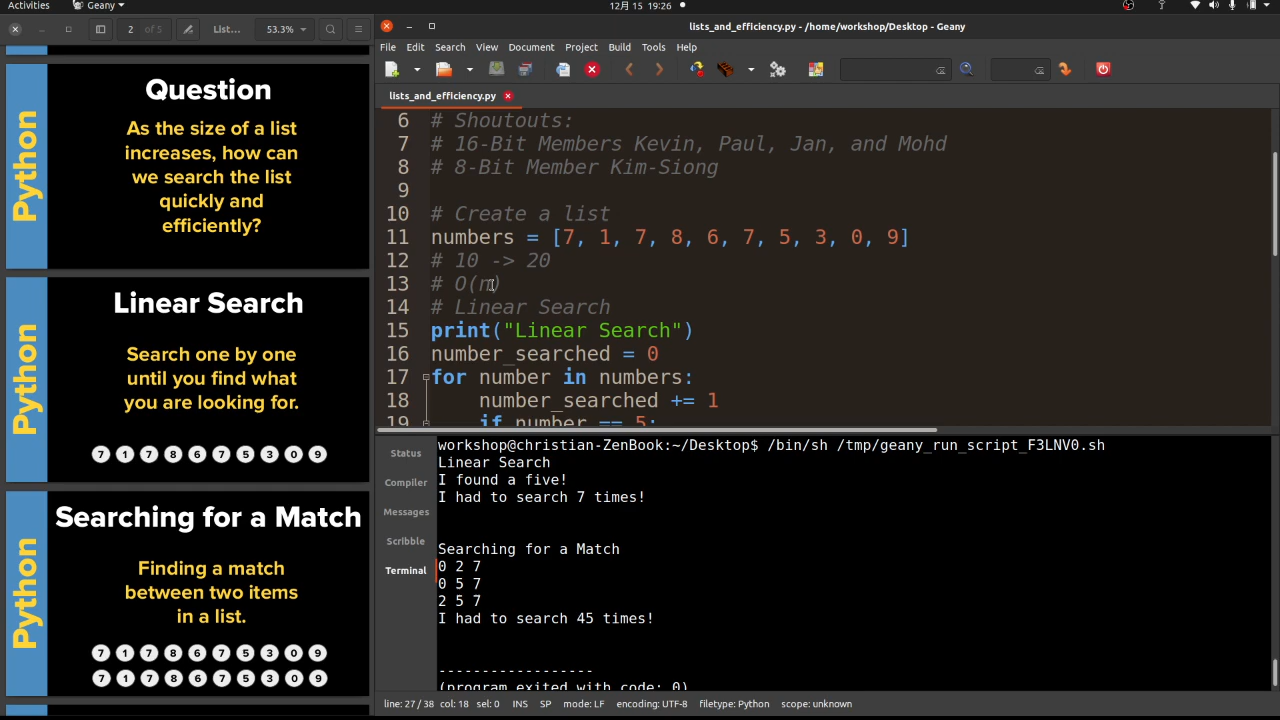 Activities
Geany
12月 15 19:26
2
of 5
List...
53.3%
Python
Question
As the size of a list
increases, how can
we search the list
quickly and
efficiently?
Linear Search
Search one by one
until you find what
you are looking for.
7 1 7 8 6 7 5 3 0 9
Python
Searching for a Match
Finding a match
between two items
in a list.
7 1 7 8 6 7 5 3 0 9
7 1 7 8 6 7 5 3 0 9
lists_and_efficiency.py - /home/workshop/Desktop - Geany
File Edit Search View Document Project Build Tools Help
lists_and_efficiency.py
6 # Shoutouts:
7 # 16-Bit Members Kevin, Paul, Jan, and Mohd
8 # 8-Bit Member Kim-Siong
9
10 # Create a list
11 numbers = [7, 1, 7, 8, 6, 7, 5, 3, 0, 9]
12 # 10 -> 20
13 # O(n)
14 # Linear Search
15 print("Linear Search")
16 number_searched = 0
17 for number in numbers:
18 number_searched += 1
19 if number == 5:
Status
Compiler
Messages
Scribble
Terminal
workshop@christian-ZenBook:~/Desktop$ /bin/sh /tmp/geany_run_script_F3LNV0.sh
Linear Search
I found a five!
I had to search 7 times!
Searching for a Match
0 2 7
0 5 7
2 5 7
I had to search 45 times!
------------------
(program exited with code: 0)
line: 27 / 38 col: 18 sel: 0 INS SP mode: LF encoding: UTF-8 filetype: Python scope: unknown